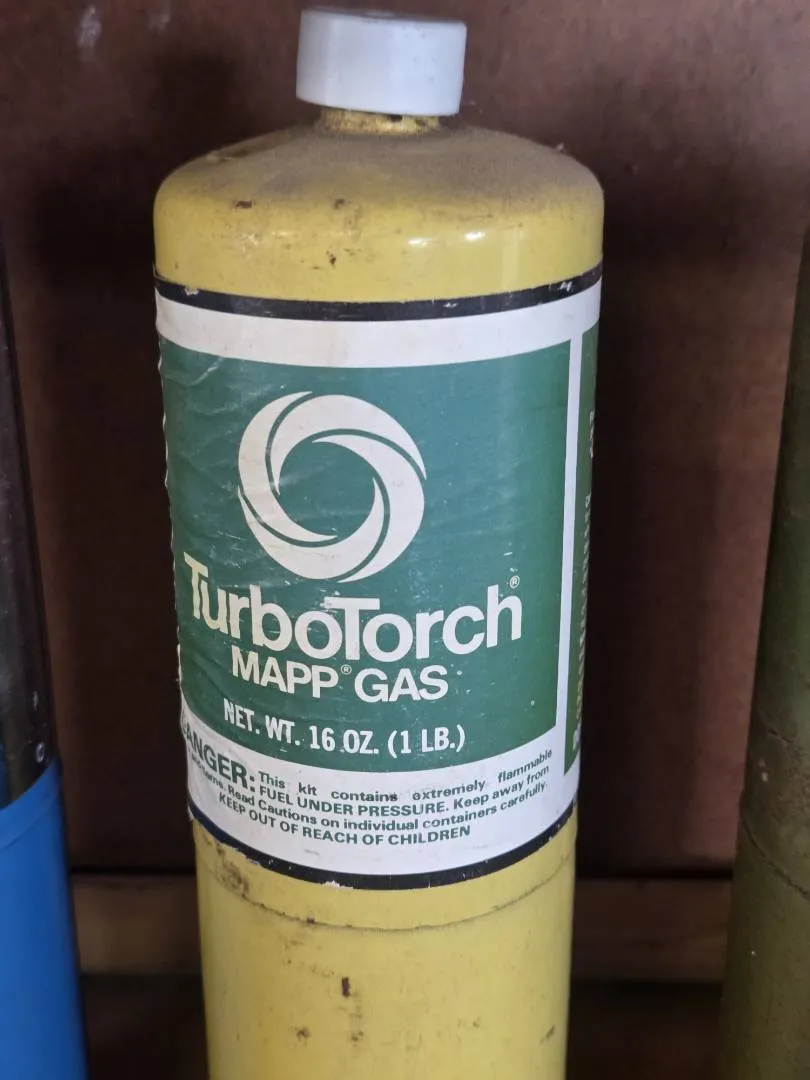 TurboTorch®
MAPP® GAS
NET. WT. 16 OZ. (1 LB.)
ANGER: This kit contains extremely flammable
FUEL UNDER PRESSURE. Keep away from
Read Cautions on individual containers carefully.
KEEP OUT OF REACH OF CHILDREN